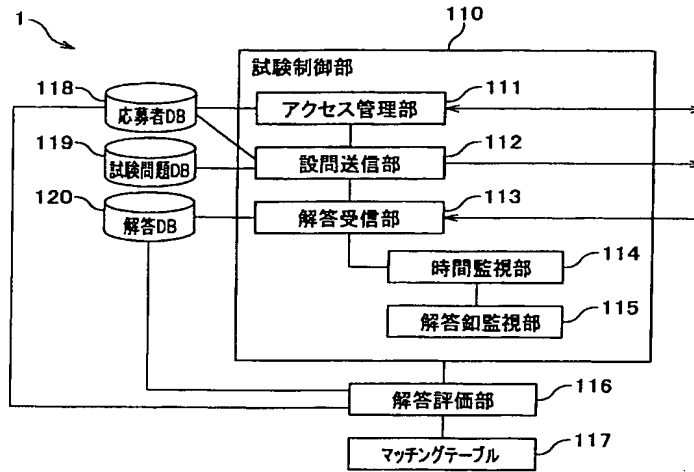 1
110
試験制御部
118
応募者DB
111
アクセス管理部
119
試験問題DB
112
設問送信部
120
解答DB
113
解答受信部
時間監視部
114
解答釦監視部
115
解答評価部
116
マッチングテーブル
117